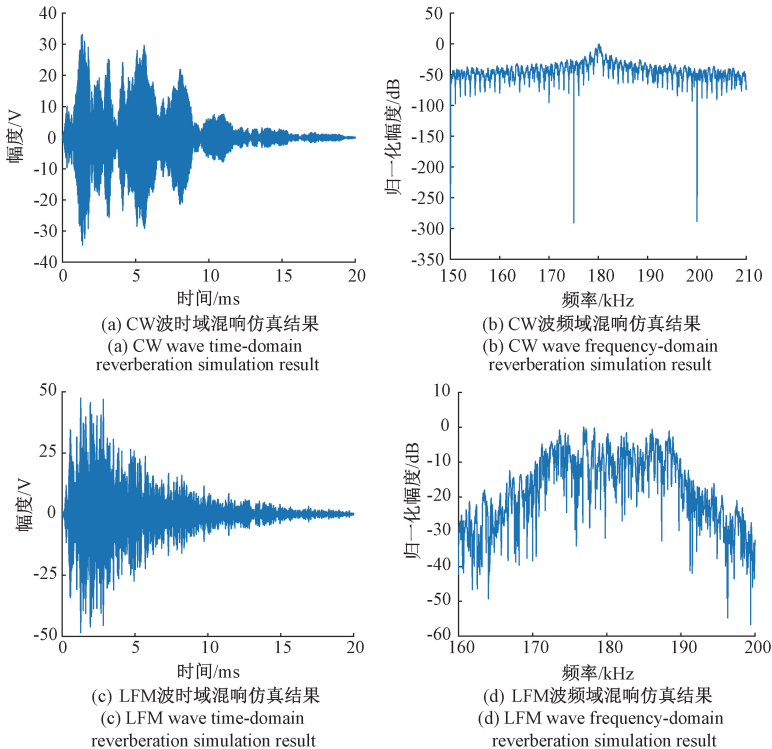 40
30
20
10
0
-10
-20
-30
-40
幅度/V
0
5
10
15
20
时间/ms
(a) CW波时域混响仿真结果
(a) CW wave time-domain
reverberation simulation result
50
0
-50
-100
-150
-200
-250
-300
-350
归一化幅度/dB
150
160
170
180
190
200
210
频率/kHz
(b) CW波频域混响仿真结果
(b) CW wave frequency-domain
reverberation simulation result
50
25
0
-25
-50
幅度/V
0
5
10
15
20
时间/ms
(c) LFM波时域混响仿真结果
(c) LFM wave time-domain
reverberation simulation result
10
0
-10
-20
-30
-40
-50
-60
归一化幅度/dB
160
170
180
190
200
频率/kHz
(d) LFM波频域混响仿真结果
(d) LFM wave frequency-domain
reverberation simulation result